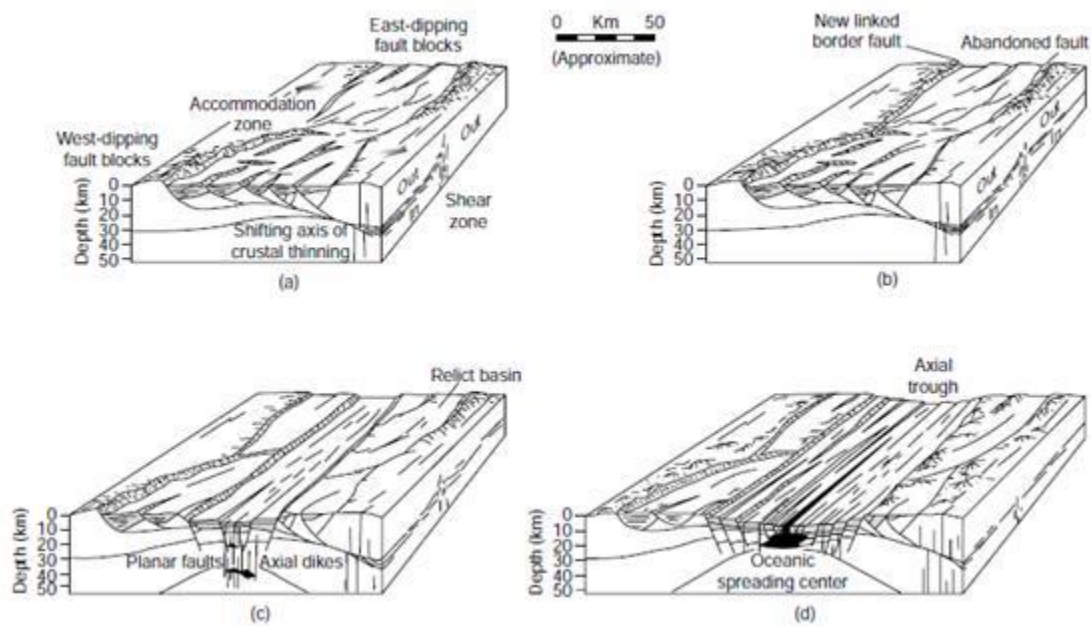 East-dipping
fault blocks
Accommodation
zone
West-dipping
fault blocks
Out
Out
In
Shear
zone
Depth (km)
0
10
20
30
40
50
Shifting axis of
crustal thinning
(a)
0 Km 50
(Approximate)
New linked
border fault
Abandoned fault
Out
In
Out
In
Depth (km)
0
10
20
30
40
50
(b)
Relict basin
Depth (km)
0
10
20
30
40
50
Planar faults
Axial dikes
(c)
Axial
trough
Depth (km)
0
10
20
30
40
50
Oceanic
spreading center
(d)